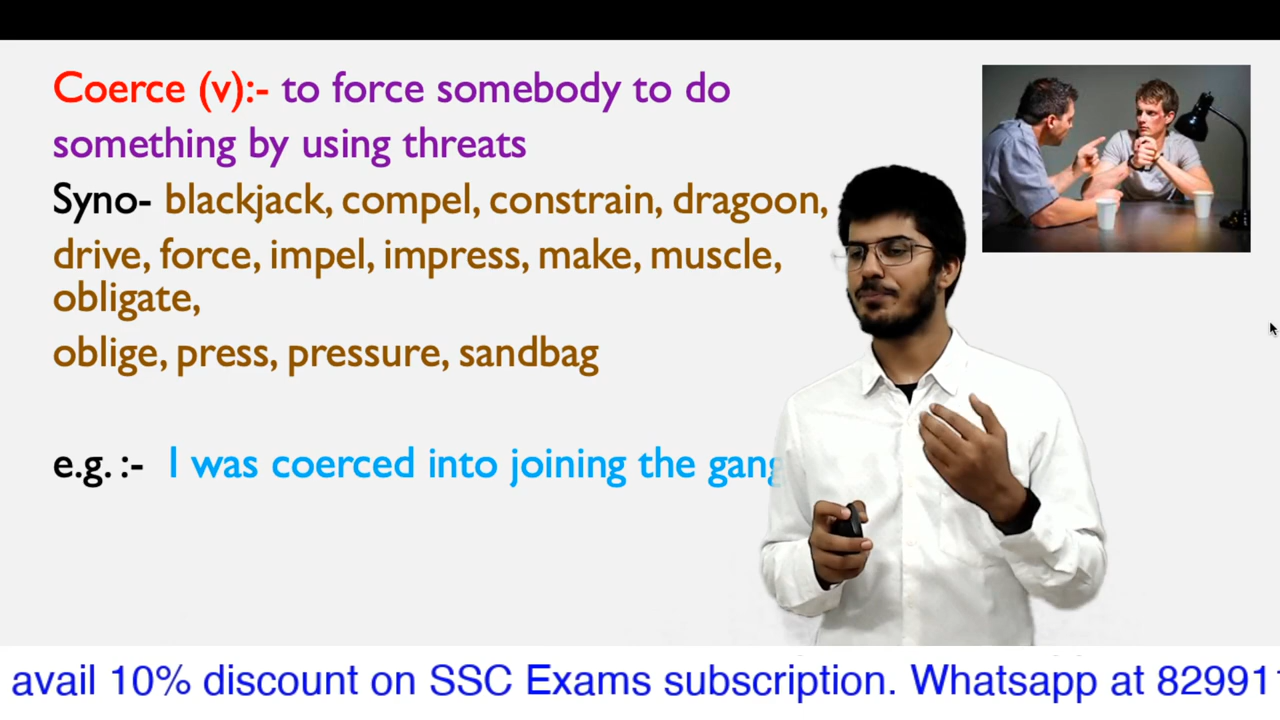 Coerce (v):- to force somebody to do
something by using threats
Syno- blackjack, compel, constrain, dragoon,
drive, force, impel, impress, make, muscle,
obligate,
oblige, press, pressure, sandbag
e.g. :- I was coerced into joining the gang
avail 10% discount on SSC Exams subscription. Whatsapp at 829911